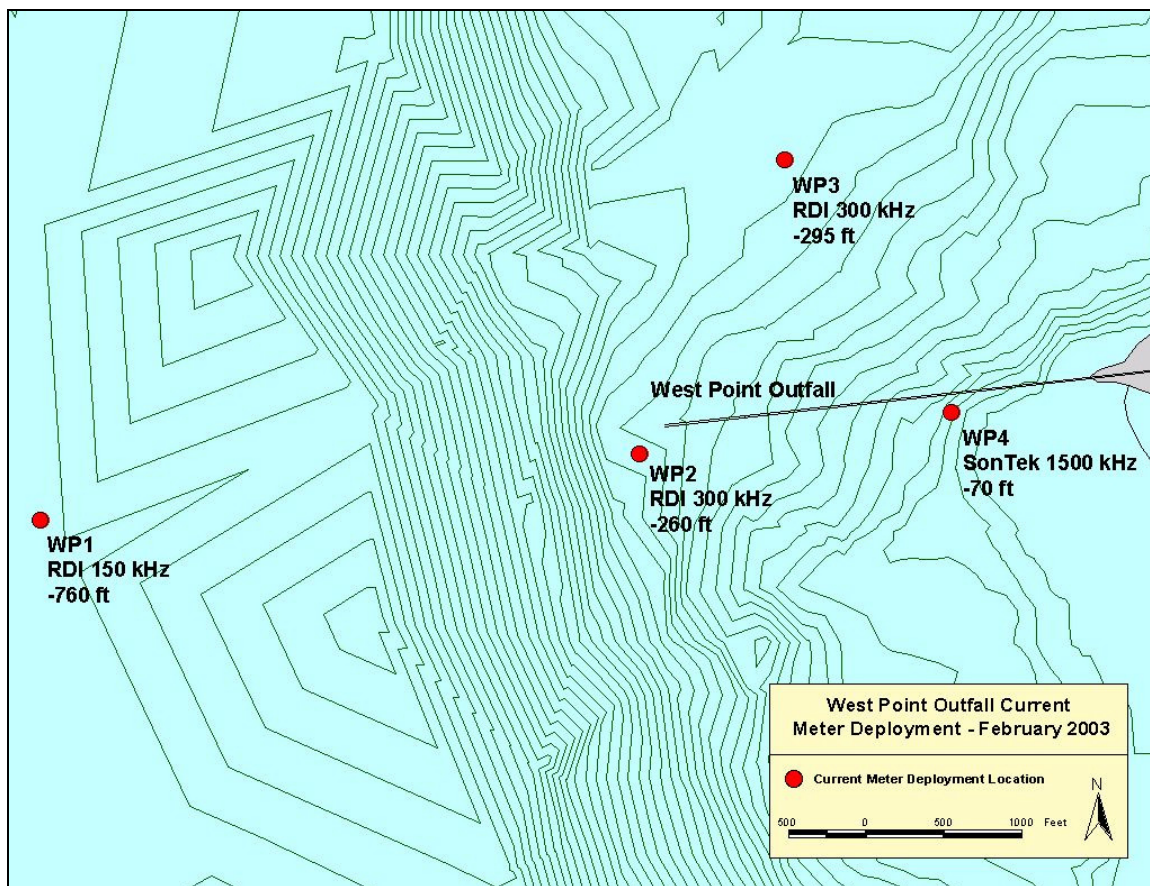 WP3
RDI 300 kHz
-295 ft
West Point Outfall
WP4
SonTek 1500 kHz
-70 ft
WP2
RDI 300 kHz
-260 ft
WP1
RDI 150 kHz
-760 ft
West Point Outfall Current
Meter Deployment - February 2003
Current Meter Deployment Location
N
500 0 500 1000 Feet